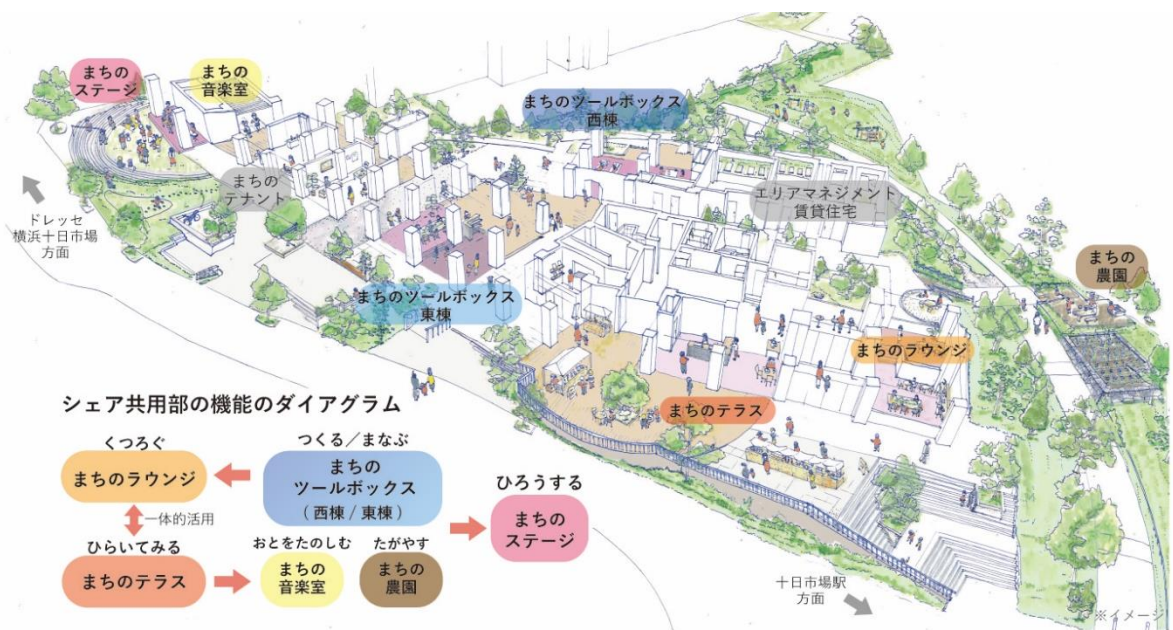 まちの
ステージ
まちの
音楽室
まちのツールボックス
西棟
まちの
テナント
エリアマネジメント
賃貸住宅
ドレッセ
横浜十日市場
方面
まちの
農園
まちのツールボックス
東棟
まちのラウンジ
まちのテラス
シェア共用部の機能のダイアグラム
くつろぐ
まちのラウンジ
つくる／まなぶ
まちの
ツールボックス
（西棟 / 東棟）
ひろうする
まちの
ステージ
一体的活用
ひらいてみる
まちのテラス
おとをたのしむ
まちの
音楽室
たがやす
まちの
農園
十日市場駅
方面
※イメージ